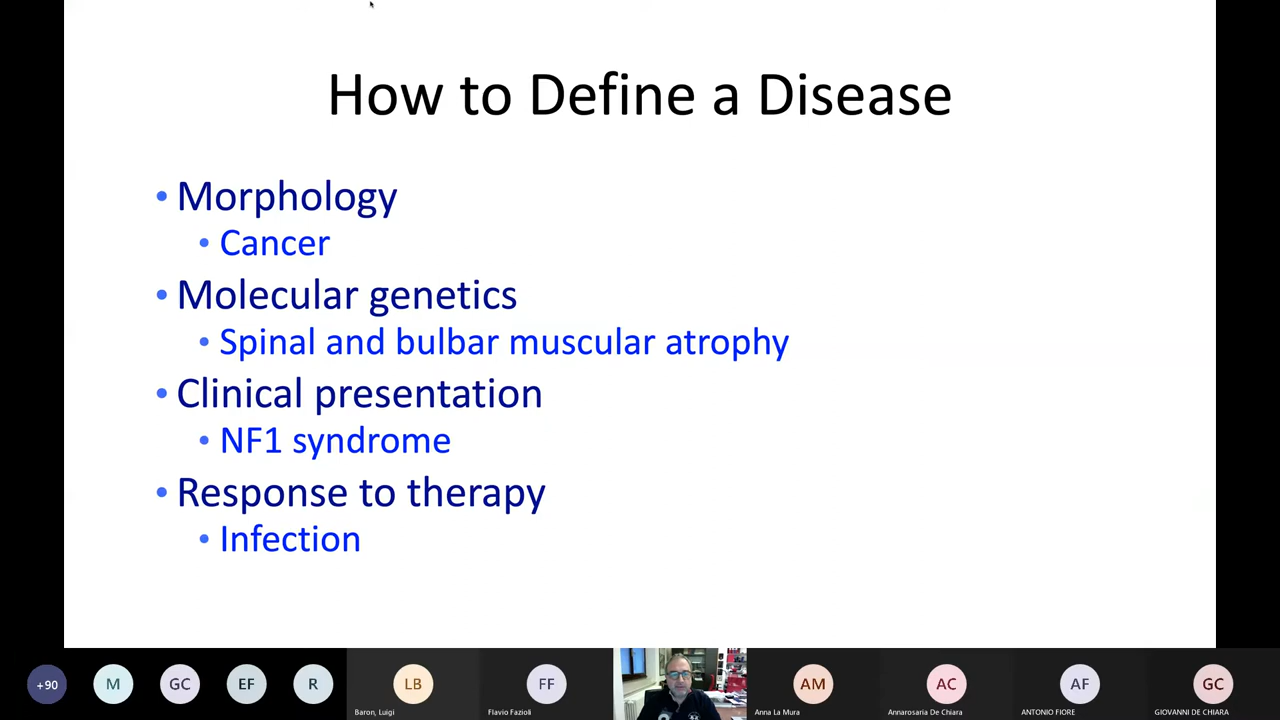 How to Define a Disease
• Morphology
• Cancer
• Molecular genetics
• Spinal and bulbar muscular atrophy
• Clinical presentation
• NF1 syndrome
• Response to therapy
• Infection
+90 M GC EF R LB FF AM AC AF GC
Baron, Luigi Flavio Fazioli Anna La Mura Annarosaria De Chiara ANTONIO FIORE GIOVANNI DE CHIARA